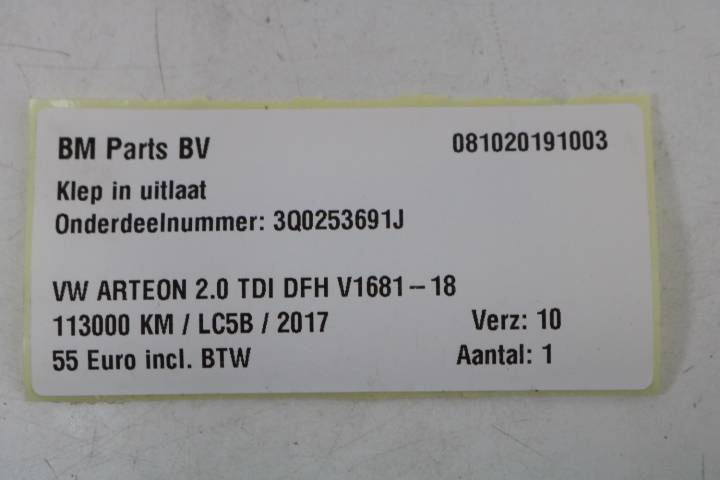 BM Parts BV 081020191003
Klep in uitlaat
Onderdeelnummer: 3Q0253691J
VW ARTEON 2.0 TDI DFH V1681-18
113000 KM / LC5B / 2017 Verz: 10
55 Euro incl. BTW Aantal: 1